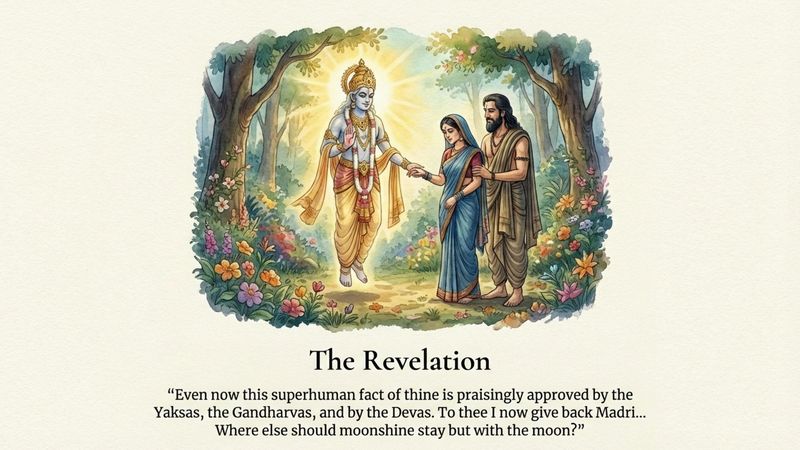 The Revelation
“Even now this superhuman fact of thine is praisingly approved by the
Yaksas, the Gandharvas, and by the Devas. To thee I now give back Madri...
Where else should moonshine stay but with the moon?”